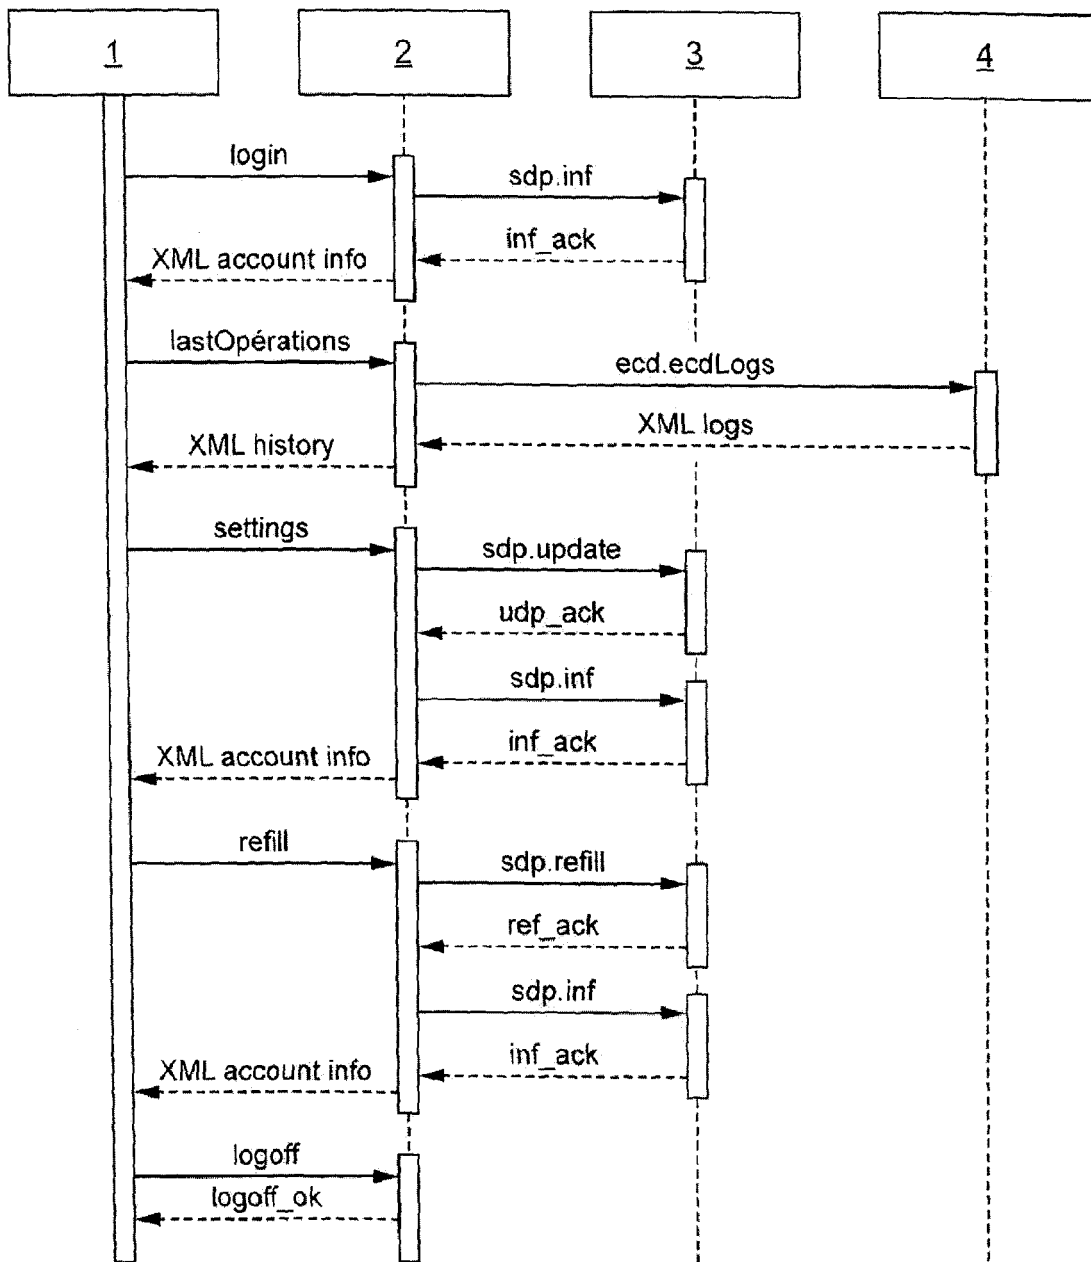 1
2
3
4
login
sdp.inf
inf_ack
XML account info
lastOpérations
ecd.ecdLogs
XML logs
XML history
settings
sdp.update
udp_ack
sdp.inf
inf_ack
XML account info
refill
sdp.refill
ref_ack
sdp.inf
inf_ack
XML account info
logoff
logoff_ok